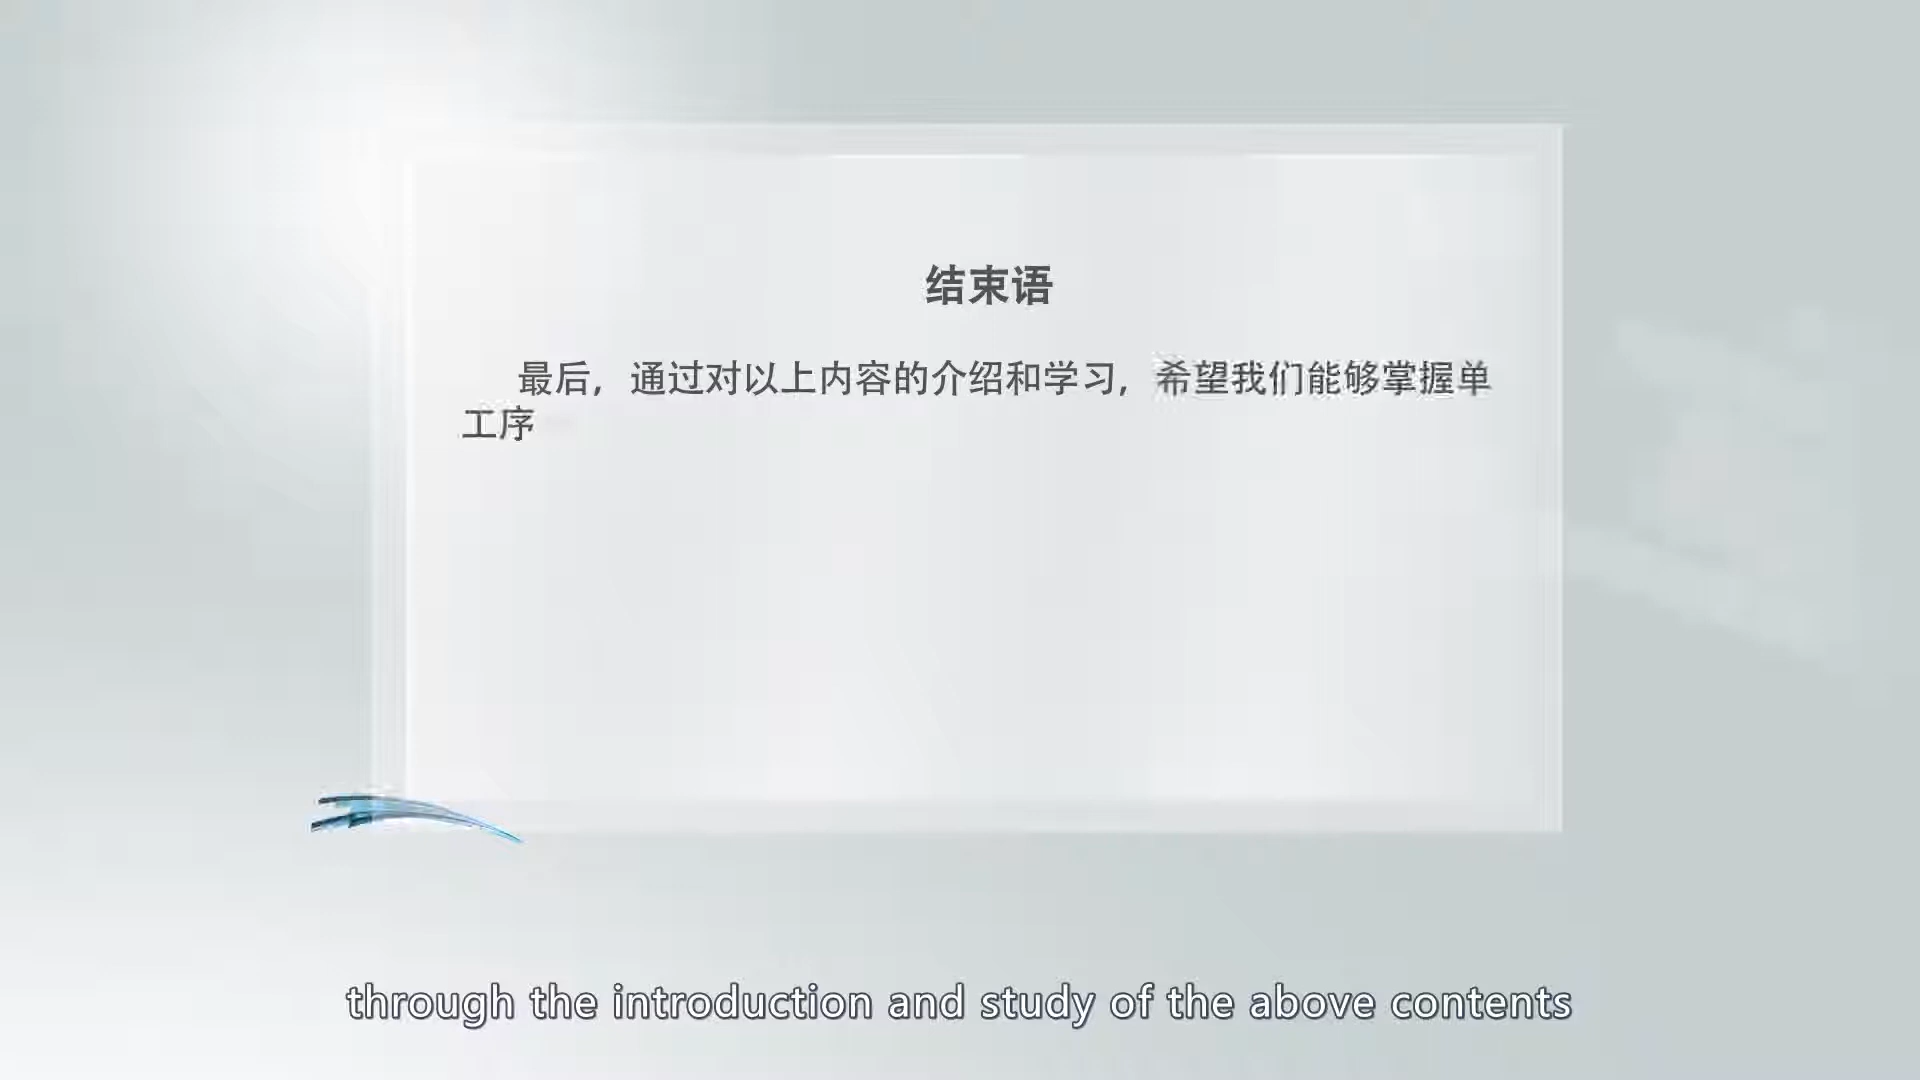 结束语
最后，通过对以上内容的介绍和学习，希望我们能够掌握单
工序
through the introduction and study of the above contents